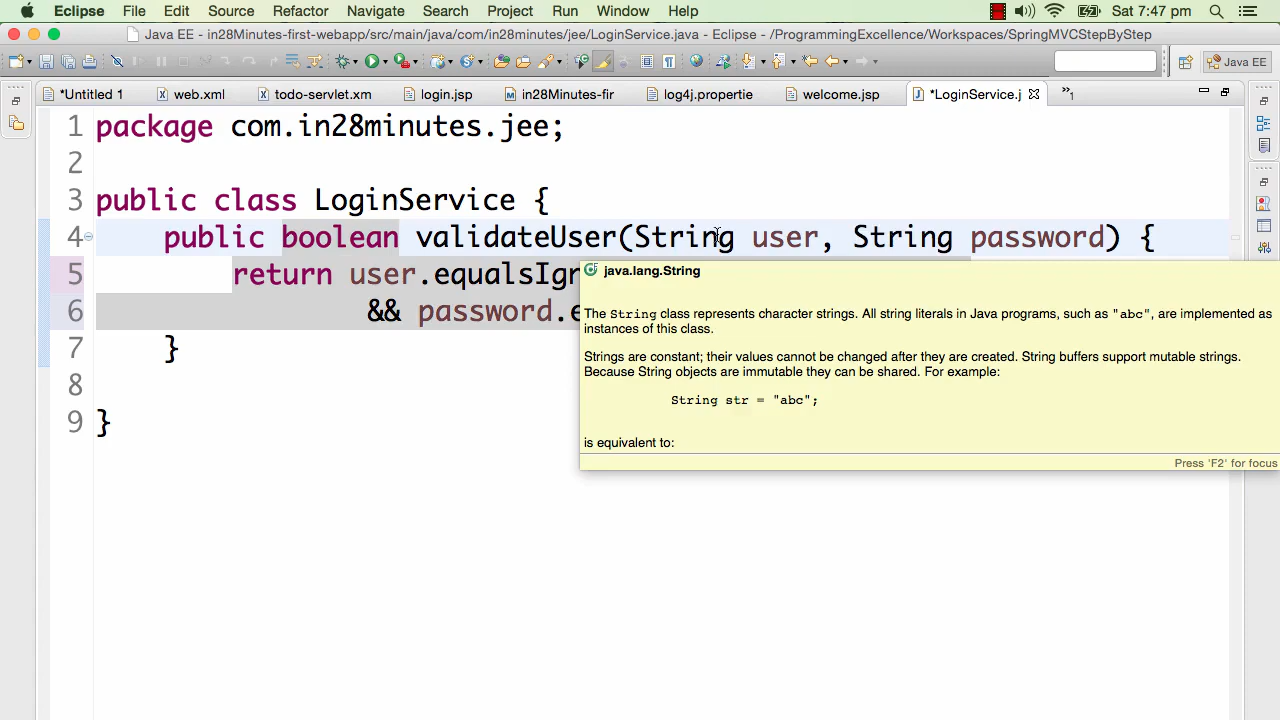 Eclipse File Edit Source Refactor Navigate Search Project Run Window Help Sat 7:47 pm
Java EE - in28Minutes-first-webapp/src/main/java/com/in28minutes/jee/LoginService.java - Eclipse - /ProgrammingExcellence/Workspaces/SpringMVCStepByStep
Java EE
*Untitled 1 web.xml todo-servlet.xm login.jsp in28Minutes-fir log4j.propertie welcome.jsp *LoginService.j »1
1 package com.in28minutes.jee;
2
3 public class LoginService {
4 public boolean validateUser(String user, String password) {
5 return user.equalsIgn
6 && password.e
7 }
8
9 }
java.lang.String
The String class represents character strings. All string literals in Java programs, such as "abc", are implemented as
instances of this class.
Strings are constant; their values cannot be changed after they are created. String buffers support mutable strings.
Because String objects are immutable they can be shared. For example:
String str = "abc";
is equivalent to:
Press 'F2' for focus